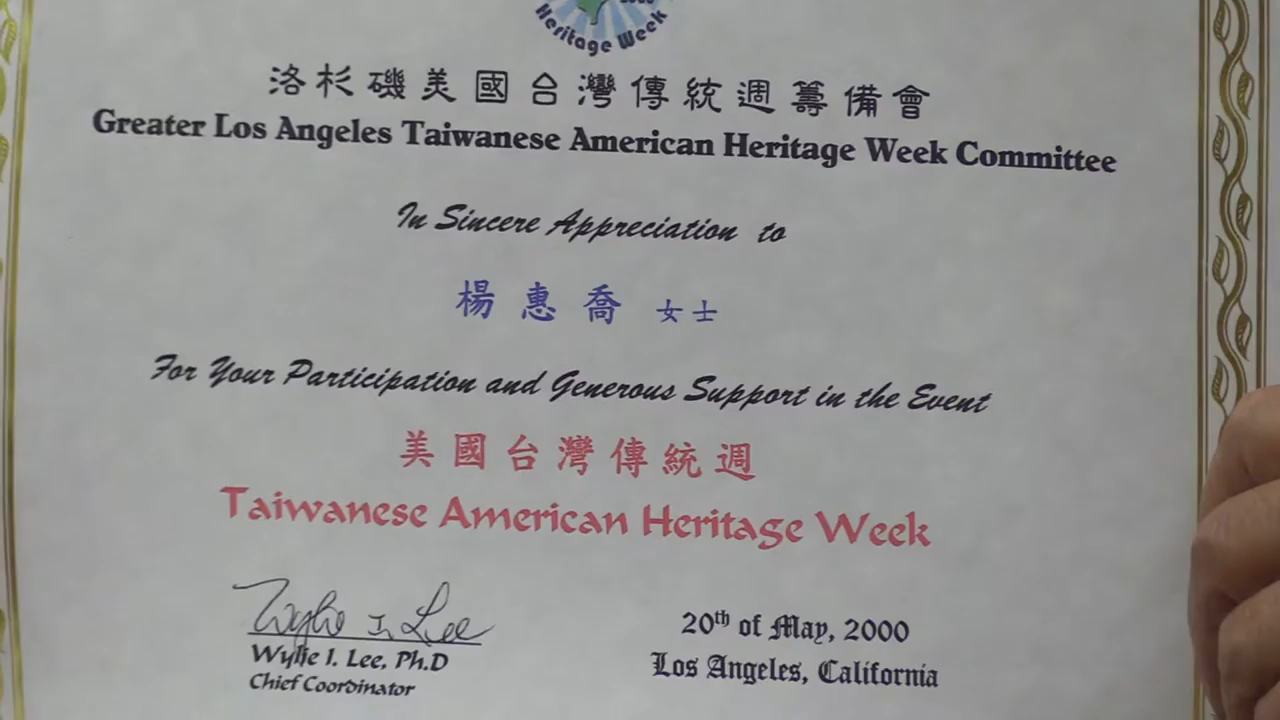 Heritage Week
洛杉磯美國台灣傳統週籌備會
Greater Los Angeles Taiwanese American Heritage Week Committee
In Sincere Appreciation to
楊惠喬 女士
For Your Participation and Generous Support in the Event
美國台灣傳統週
Taiwanese American Heritage Week
Wylie I. Lee
Wylie I. Lee, Ph.D
20th of May, 2000
Chief Coordinator
Los Angeles, California